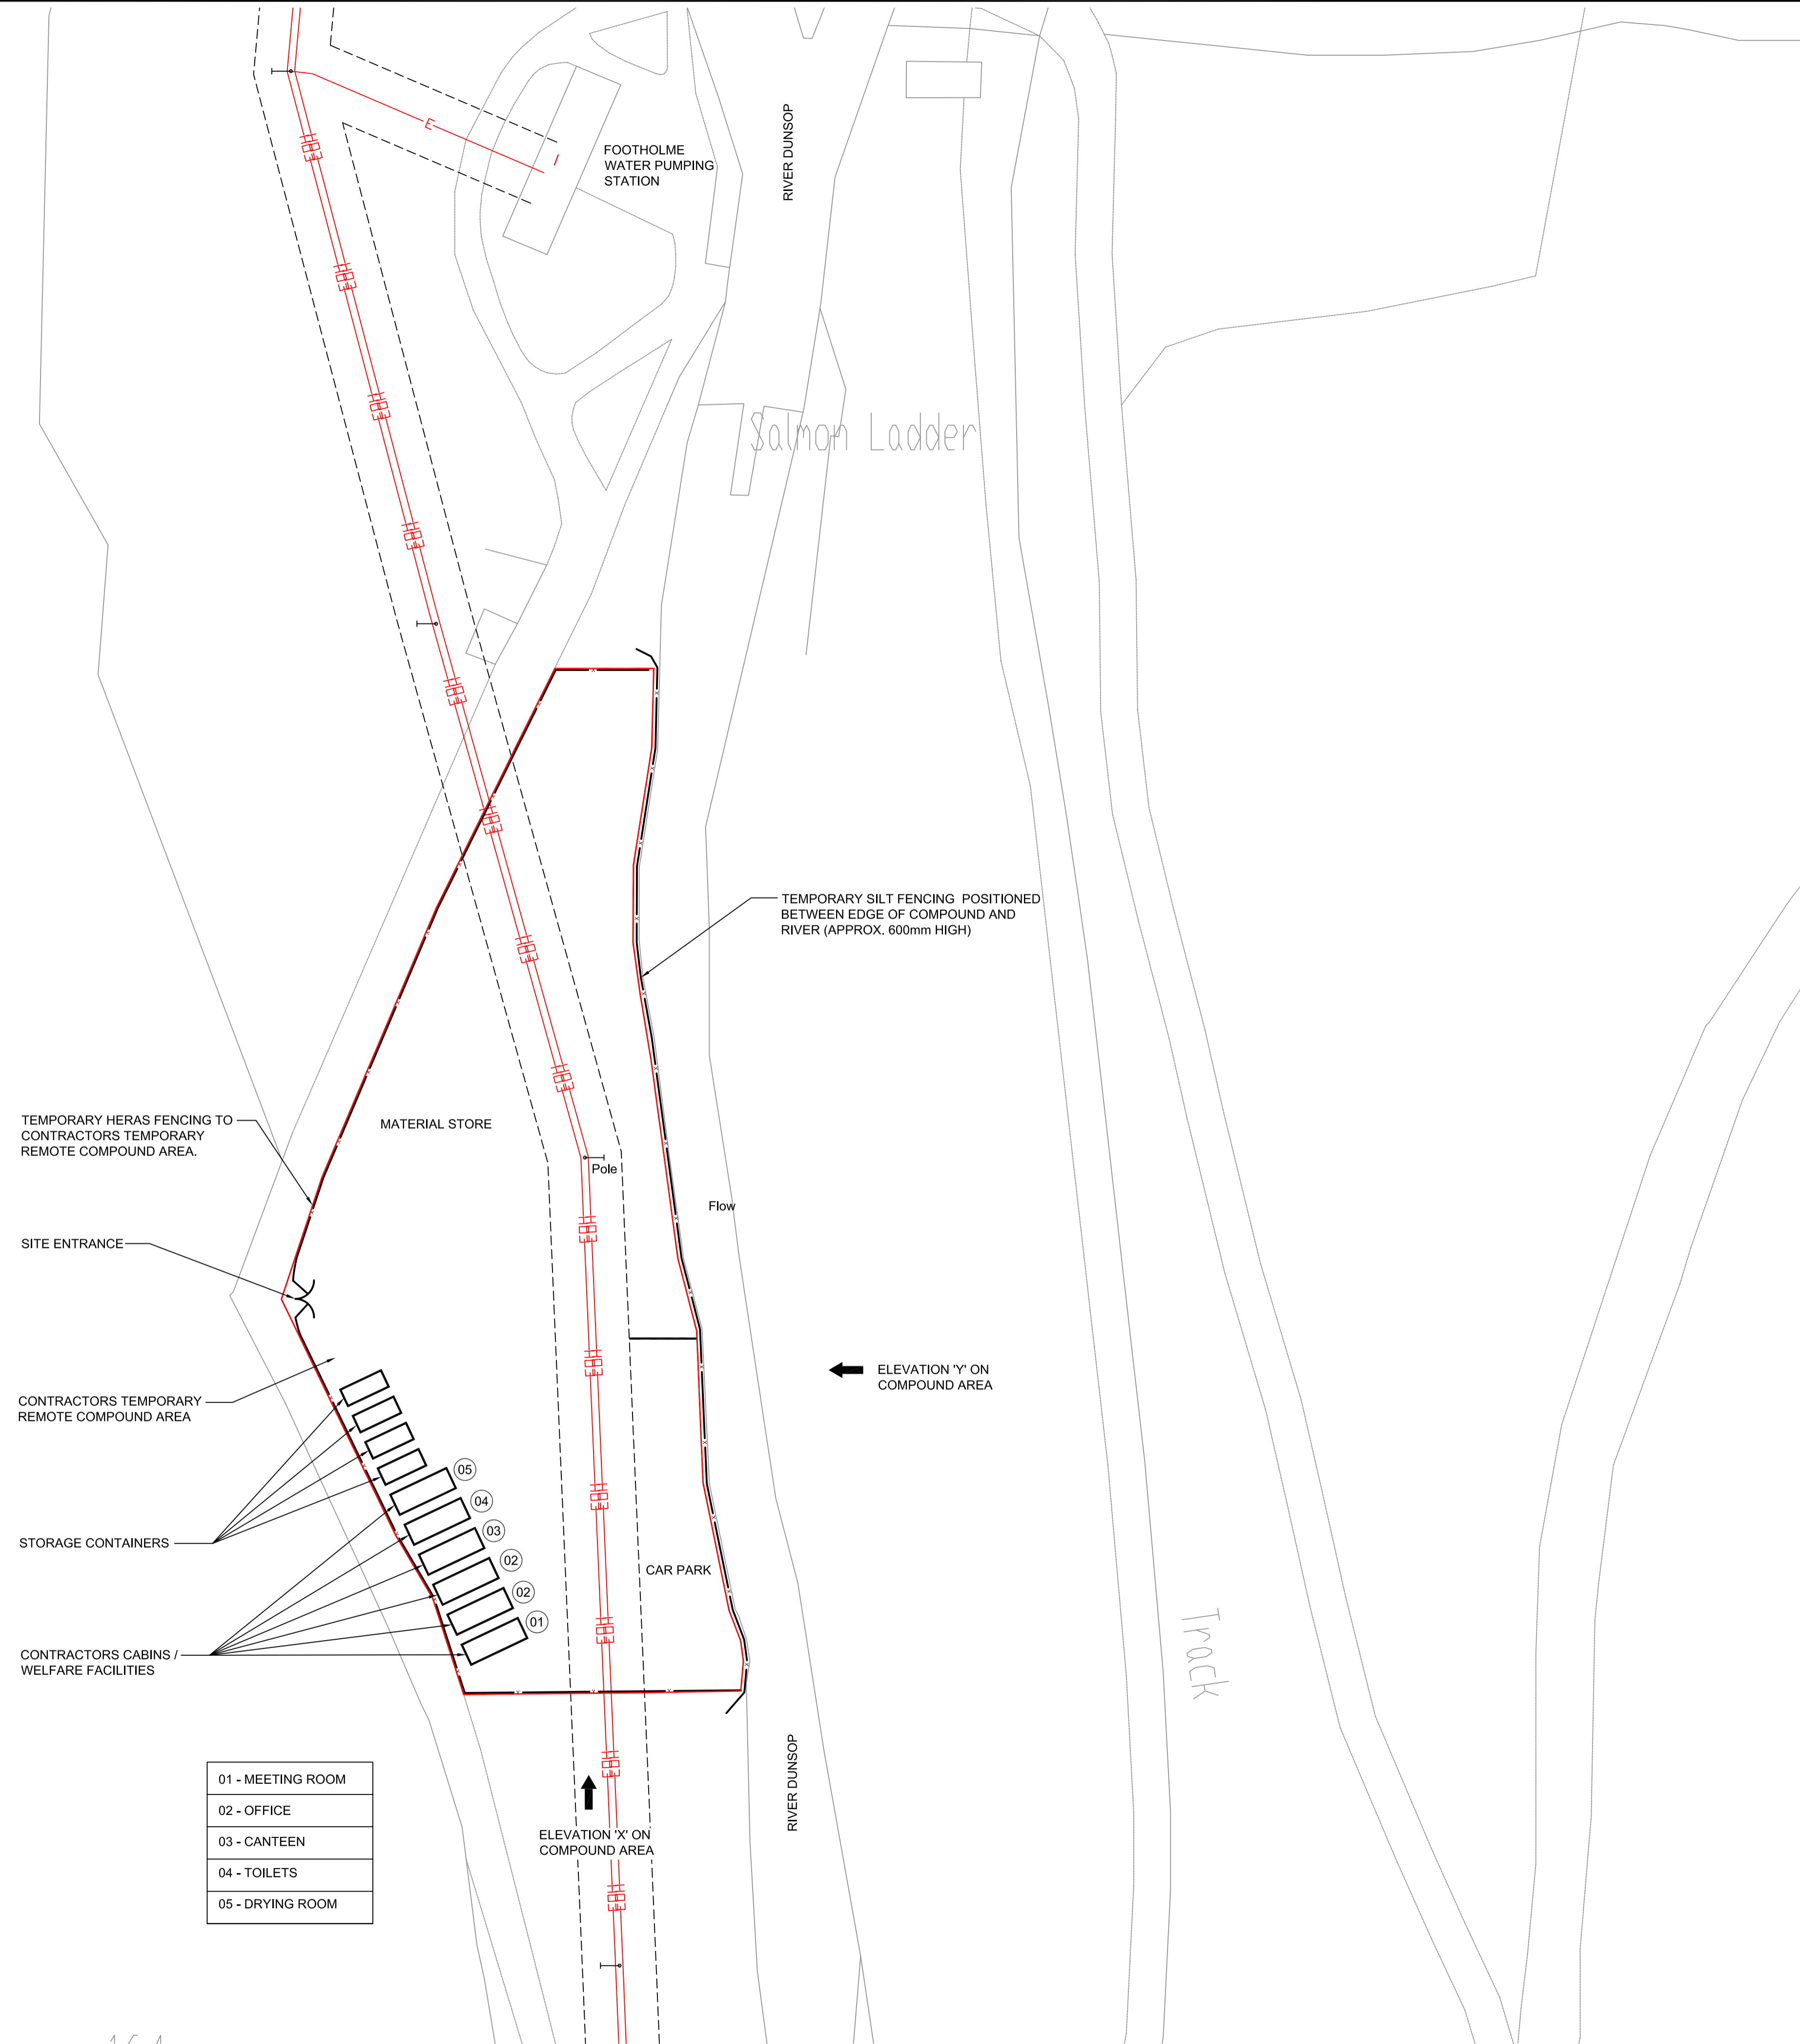 FOOTHOLME
WATER PUMPING
STATION
RIVER DUNSOP
E
Salmon Ladder
TEMPORARY SILT FENCING POSITIONED
BETWEEN EDGE OF COMPOUND AND
RIVER (APPROX. 600mm HIGH)
TEMPORARY HERAS FENCING TO
CONTRACTORS TEMPORARY
REMOTE COMPOUND AREA.
MATERIAL STORE
Pole
Flow
SITE ENTRANCE
ELEVATION 'Y' ON
COMPOUND AREA
CONTRACTORS TEMPORARY
REMOTE COMPOUND AREA
05
04
03
02
02
01
STORAGE CONTAINERS
CAR PARK
CONTRACTORS CABINS /
WELFARE FACILITIES
Track
RIVER DUNSOP
01 - MEETING ROOM
02 - OFFICE
03 - CANTEEN
04 - TOILETS
05 - DRYING ROOM
ELEVATION 'X' ON
COMPOUND AREA